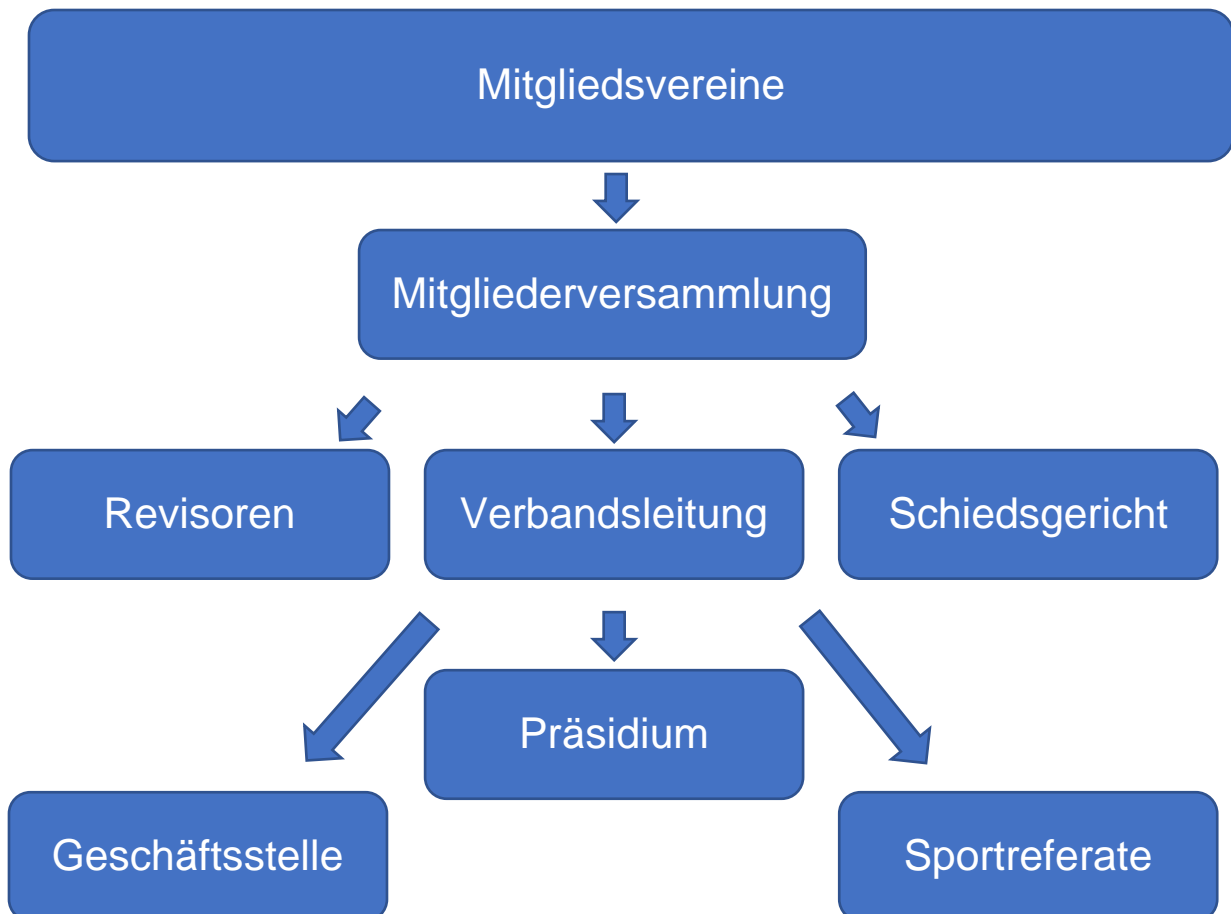 Mitgliedsvereine
Mitgliederversammlung
Revisoren
Verbandsleitung
Schiedsgericht
Präsidium
Geschäftsstelle
Sportreferate